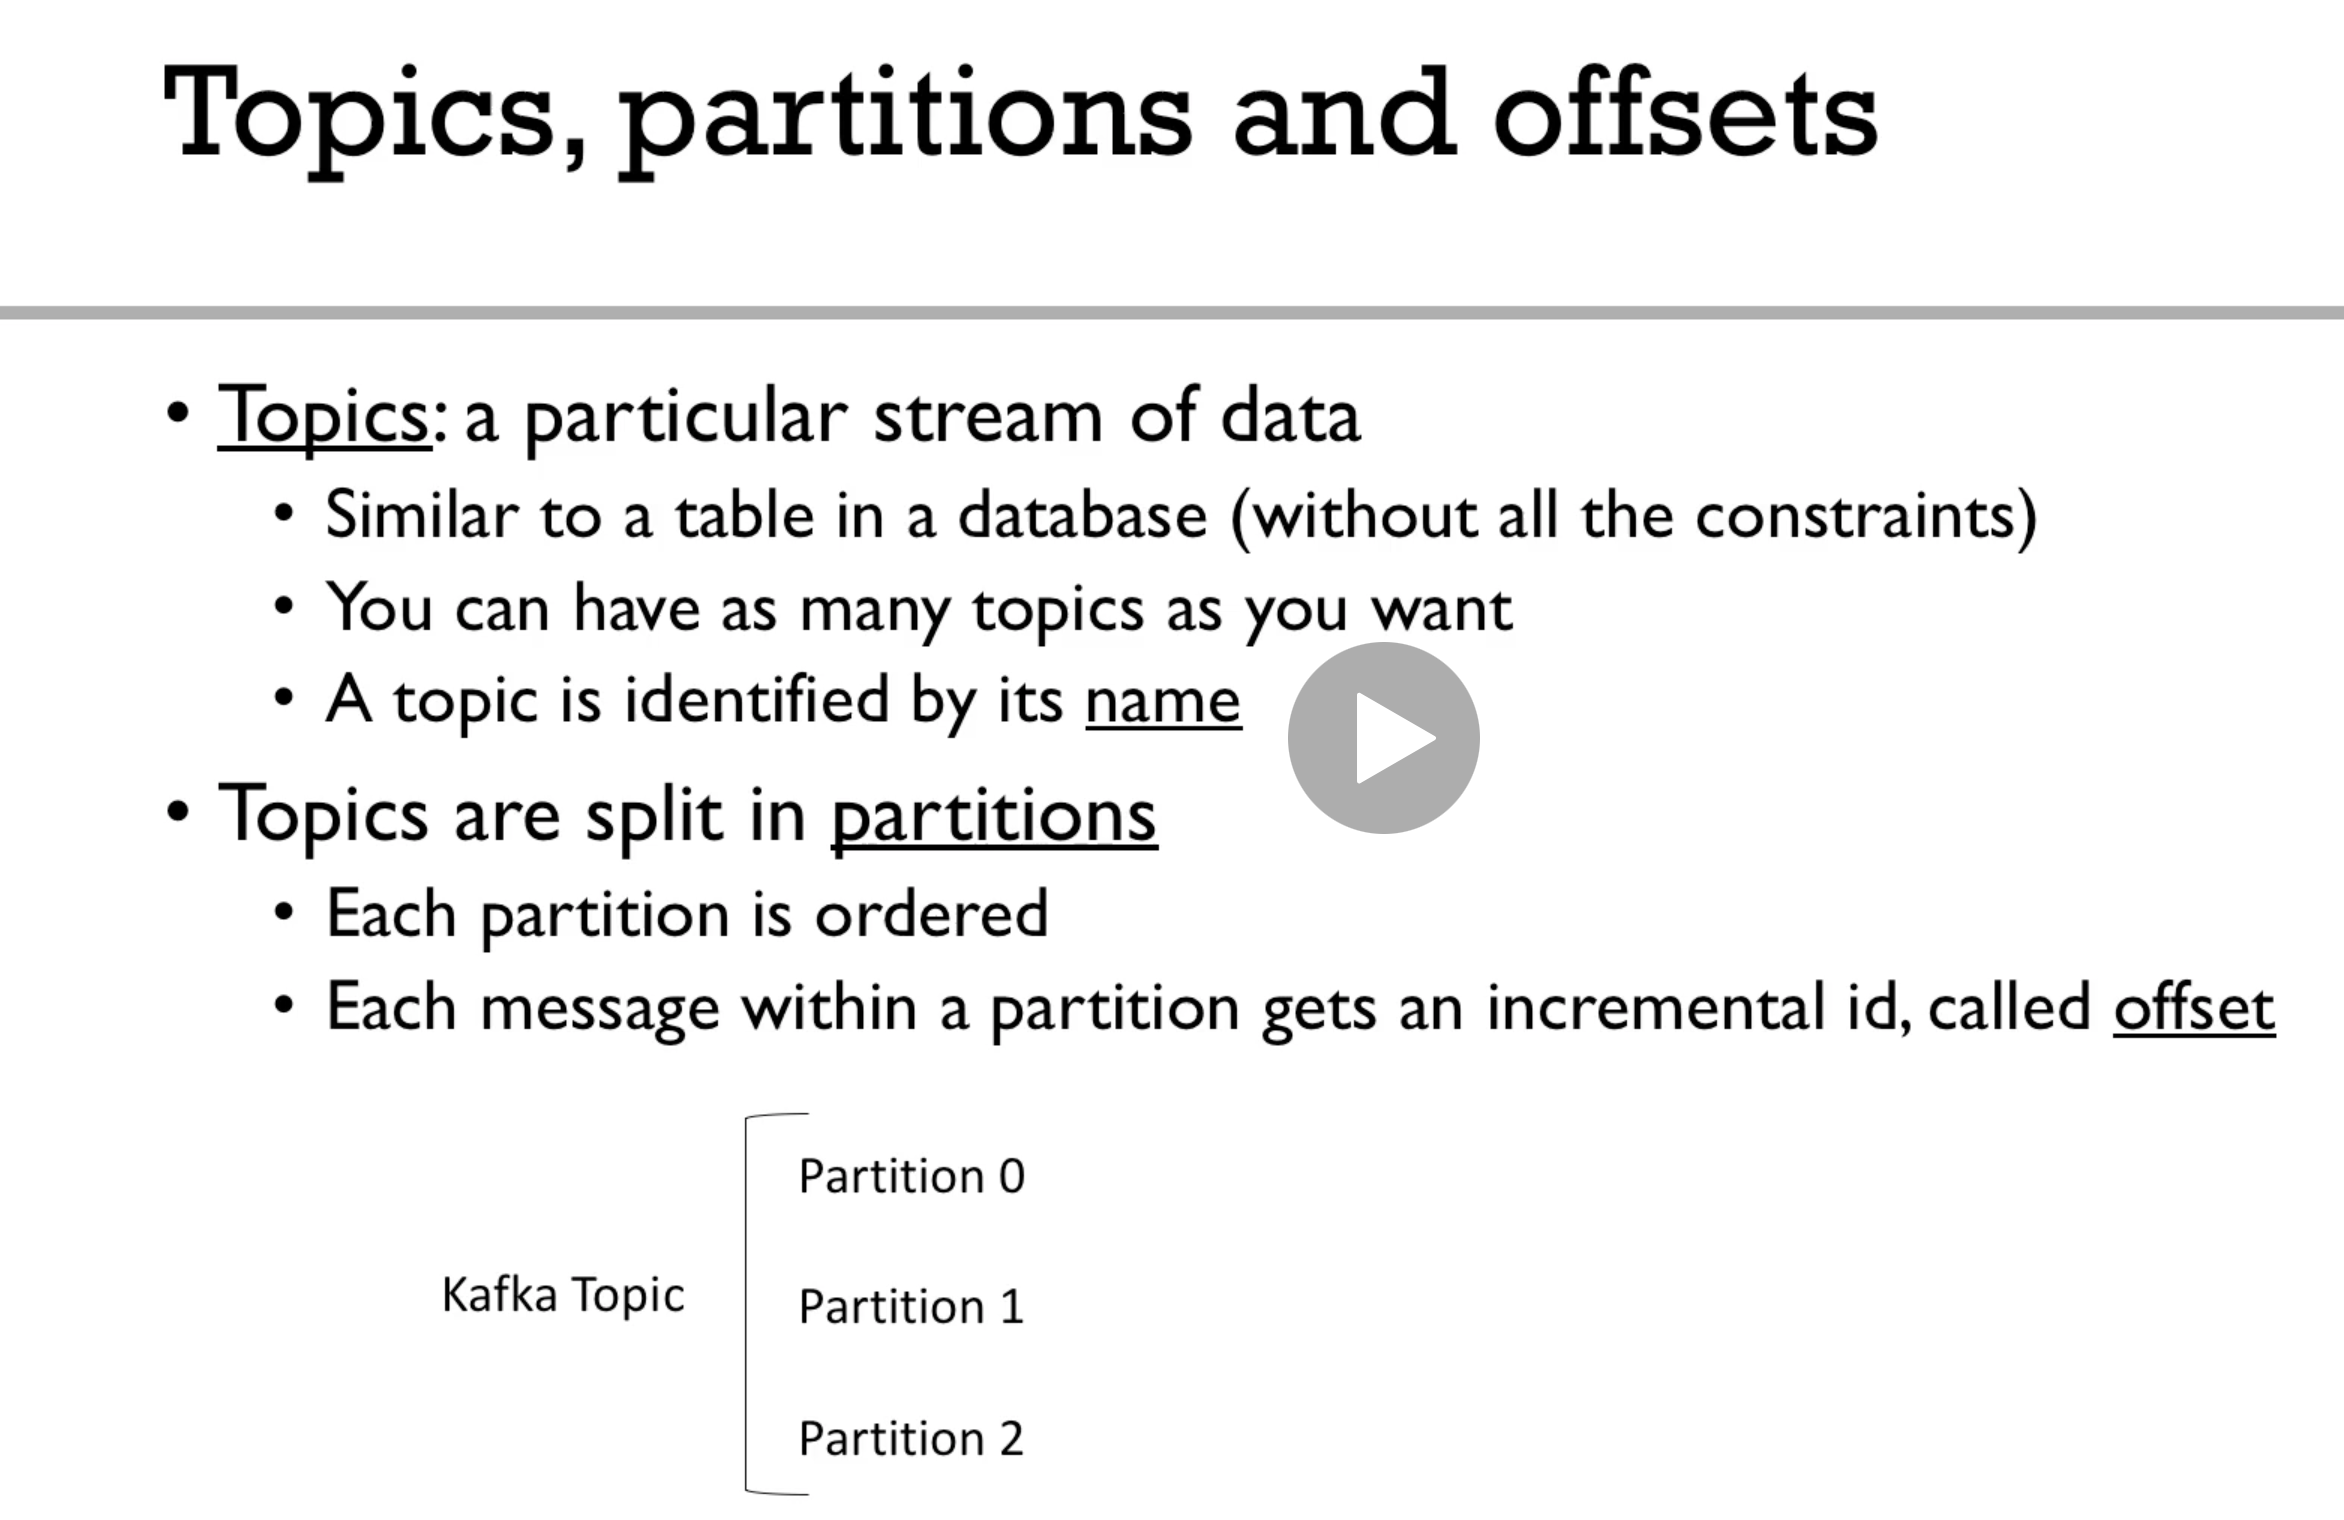 Topics, partitions and offsets
• Topics: a particular stream of data
• Similar to a table in a database (without all the constraints)
• You can have as many topics as you want
• A topic is identified by its name
• Topics are split in partitions
• Each partition is ordered
• Each message within a partition gets an incremental id, called offset
Partition 0
Kafka Topic
Partition 1
Partition 2